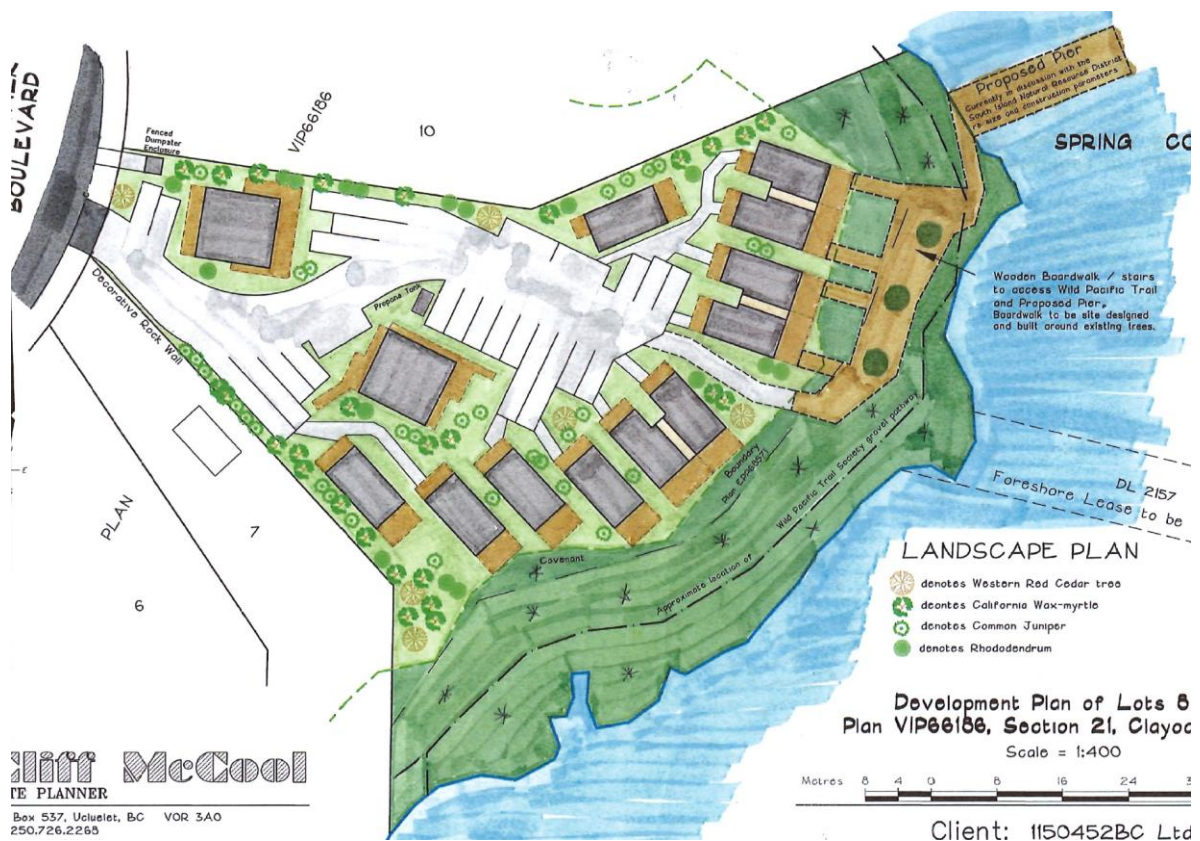 BOULEVARD
Fenced
Dumpster
Enclosure
VIP66186
10
Proposed Pier
Currently in discussion with the
South Island Natural Resource District
re size and construction parameters
SPRING CO
Decorative Rock Wall
Propane Tank
Wooden Boardwalk / stairs
to access Wild Pacific Trail
and Proposed Pier.
Boardwalk to be site designed
and built around existing trees.
PLAN
7
6
Boundary
Plan
Covenant
Approximate location of Wild Pacific Trail Society gravel pathway
DL 2157
Foreshore Lease to be
LANDSCAPE PLAN
denotes Western Red Cedar tree
deontes California Wax-myrtle
denotes Common Juniper
denotes Rhododendrum
Development Plan of Lots 8
Plan VIP66186, Section 21, Clayo
Scale = 1:400
Metres 8 4 0 8 16 24 3
Client: 1150452BC Ltd
Cliff McCool
TE PLANNER
Box 537, Ucluelet, BC VOR 3A0
250.726.2268